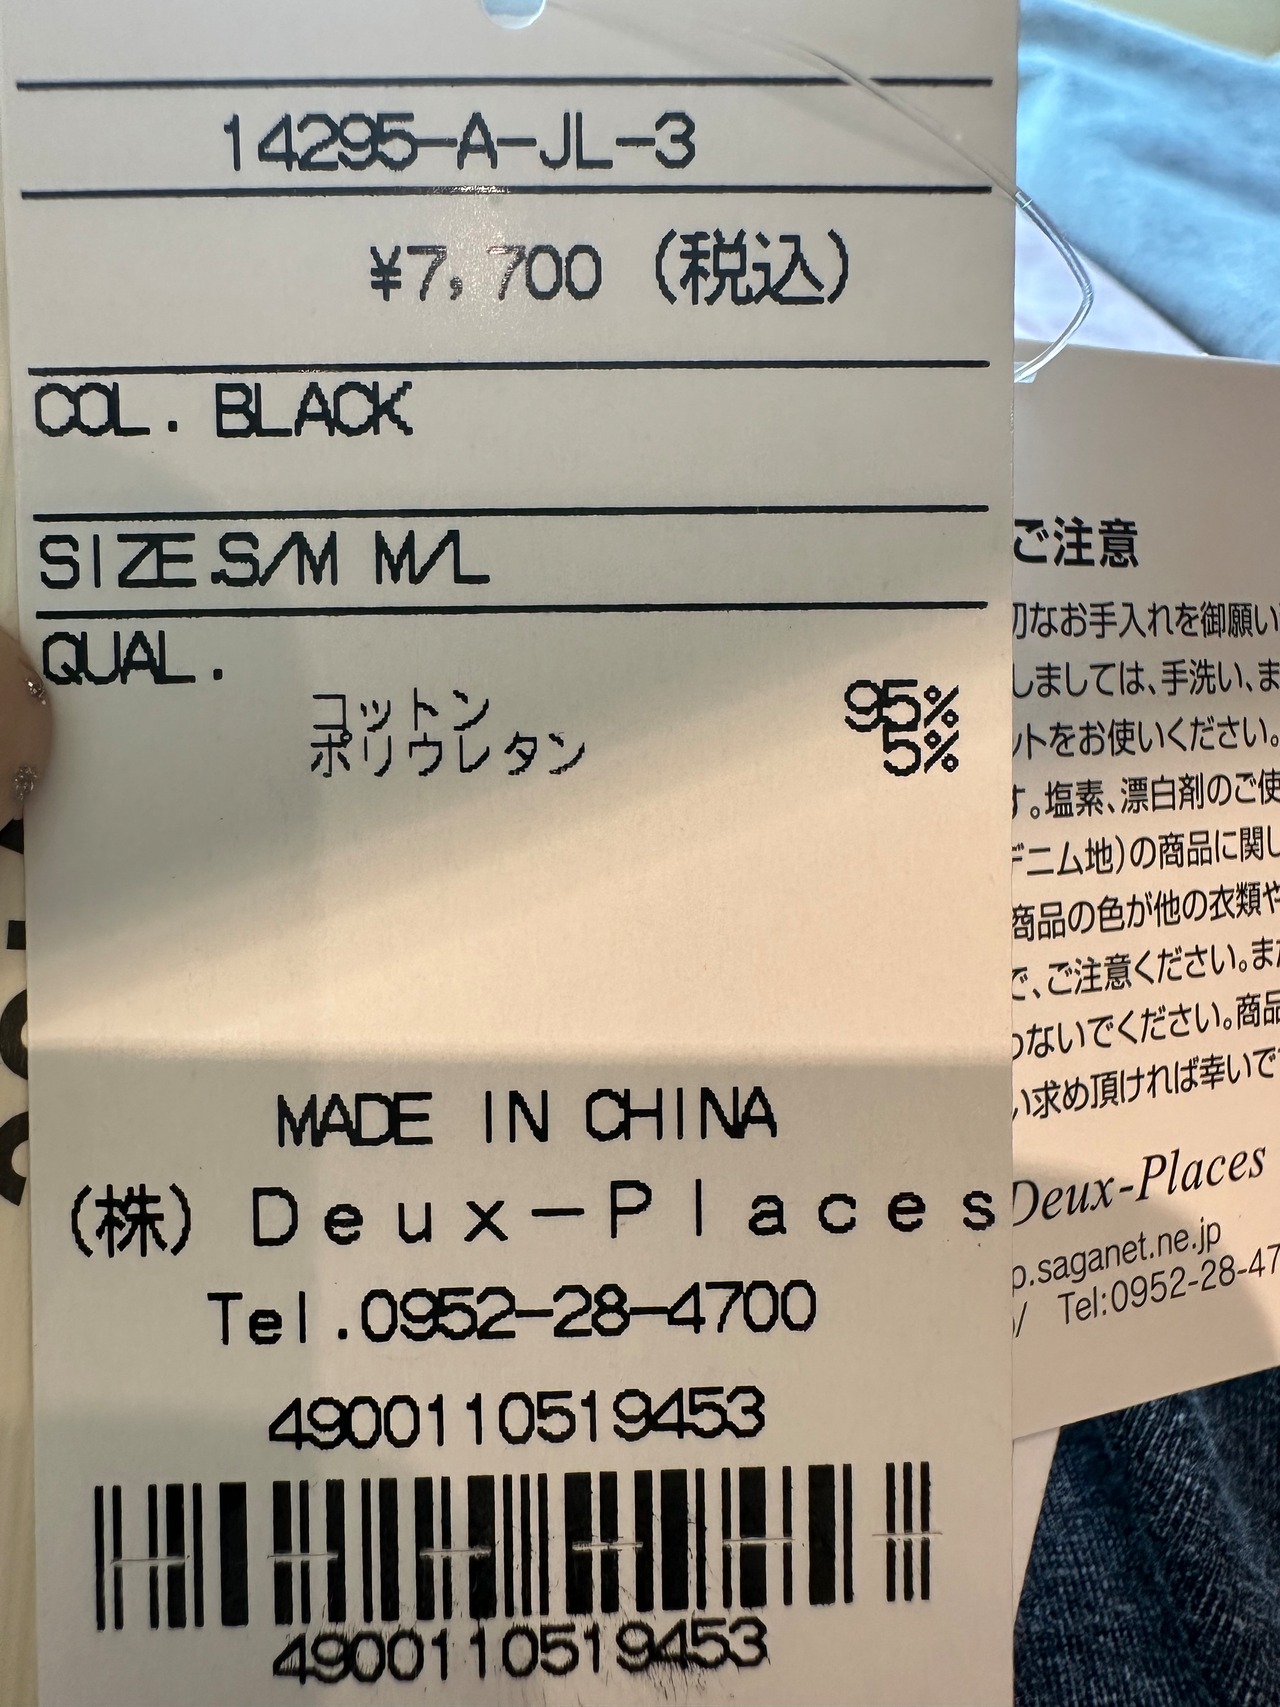 14295-A-JL-3
¥7,700 (税込)
COL. BLACK
SIZE.S/M M/L
QUAL.
コットン 95%
ポリウレタン 5%
MADE IN CHINA
(株) Deux-Places
Tel.0952-28-4700
4900110519453
4900110519453
ご注意
切なお手入れを御願い
しましては、手洗い、ま
ットをお使いください。
す。塩素、漂白剤のご使
デニム地)の商品に関し
商品の色が他の衣類や
で、ご注意ください。また
わないでください。商品
い求め頂ければ幸いで
Deux-Places
p.saganet.ne.jp
/ Tel:0952-28-47